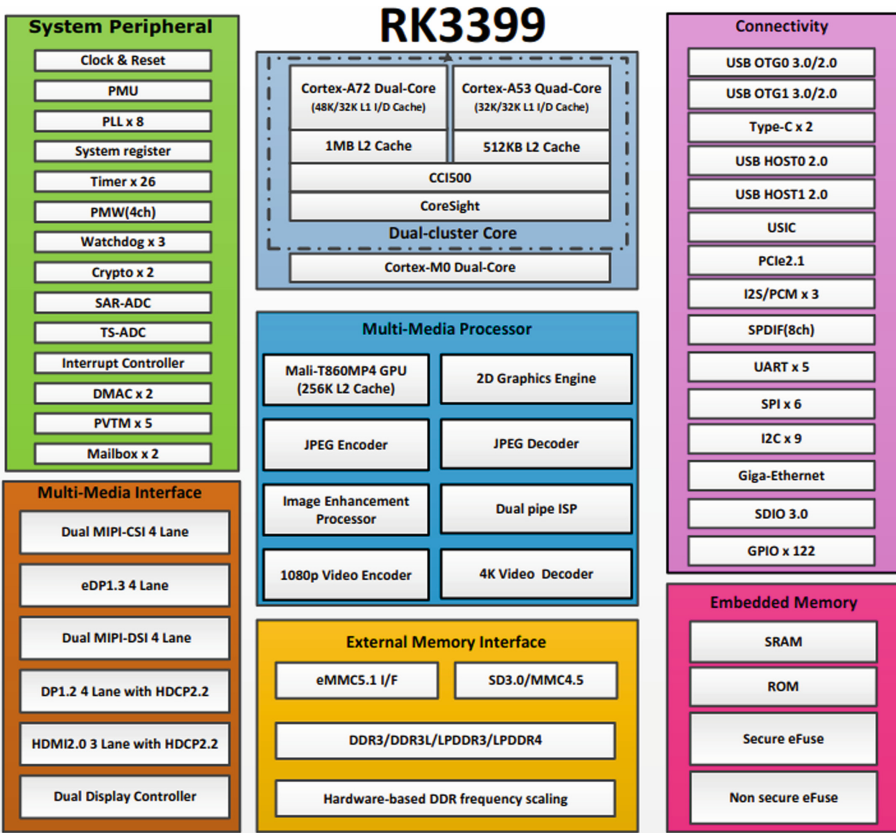 RK3399
System Peripheral
Clock & Reset
PMU
PLL x 8
System register
Timer x 26
PMW(4ch)
Watchdog x 3
Crypto x 2
SAR-ADC
TS-ADC
Interrupt Controller
DMAC x 2
PVTM x 5
Mailbox x 2
Multi-Media Interface
Dual MIPI-CSI 4 Lane
eDP1.3 4 Lane
Dual MIPI-DSI 4 Lane
DP1.2 4 Lane with HDCP2.2
HDMI2.0 3 Lane with HDCP2.2
Dual Display Controller
Cortex-A72 Dual-Core
(48K/32K L1 I/D Cache)
1MB L2 Cache
Cortex-A53 Quad-Core
(32K/32K L1 I/D Cache)
512KB L2 Cache
CCI500
CoreSight
Dual-cluster Core
Cortex-M0 Dual-Core
Multi-Media Processor
Mali-T860MP4 GPU
(256K L2 Cache)
2D Graphics Engine
JPEG Encoder
JPEG Decoder
Image Enhancement
Processor
Dual pipe ISP
1080p Video Encoder
4K Video Decoder
External Memory Interface
eMMC5.1 I/F
SD3.0/MMC4.5
DDR3/DDR3L/LPDDR3/LPDDR4
Hardware-based DDR frequency scaling
Connectivity
USB OTG0 3.0/2.0
USB OTG1 3.0/2.0
Type-C x 2
USB HOST0 2.0
USB HOST1 2.0
USIC
PCIe2.1
I2S/PCM x 3
SPDIF(8ch)
UART x 5
SPI x 6
I2C x 9
Giga-Ethernet
SDIO 3.0
GPIO x 122
Embedded Memory
SRAM
ROM
Secure eFuse
Non secure eFuse